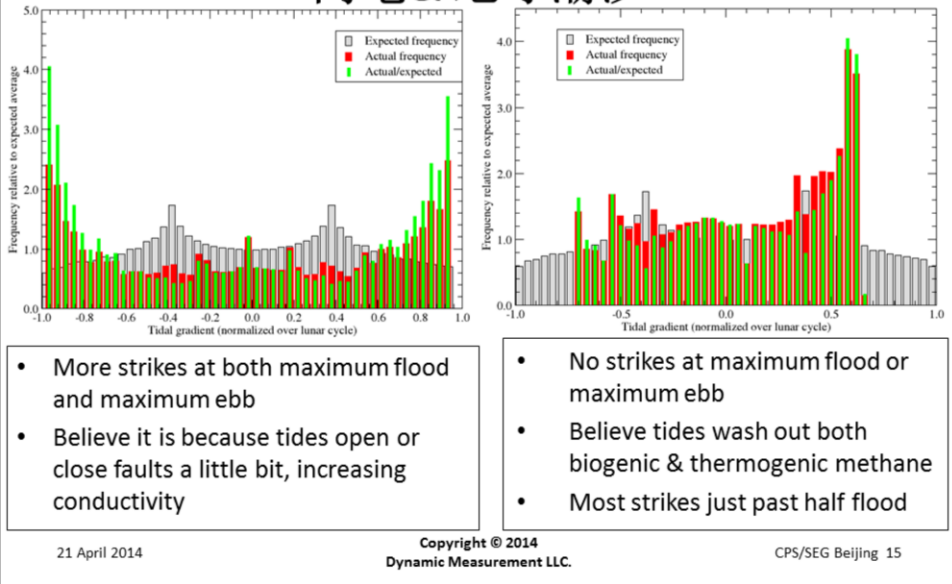 5.0
4.0
3.0
2.0
1.0
0.0
Frequency relative to expected average
Expected frequency
Actual frequency
Actual/expected
-1.0 -0.8 -0.6 -0.4 -0.2 0.0 0.2 0.4 0.6 0.8 1.0
Tidal gradient (normalized over lunar cycle)
4.0
3.0
2.0
1.0
0.0
Frequency relative to expected average
Expected frequency
Actual frequency
Actual/expected
-1.0 -0.5 0.0 0.5 1.0
Tidal gradient (normalized over lunar cycle)
• More strikes at both maximum flood
and maximum ebb
• Believe it is because tides open or
close faults a little bit, increasing
conductivity
• No strikes at maximum flood or
maximum ebb
• Believe tides wash out both
biogenic & thermogenic methane
• Most strikes just past half flood
21 April 2014
Copyright © 2014
Dynamic Measurement LLC.
CPS/SEG Beijing 15